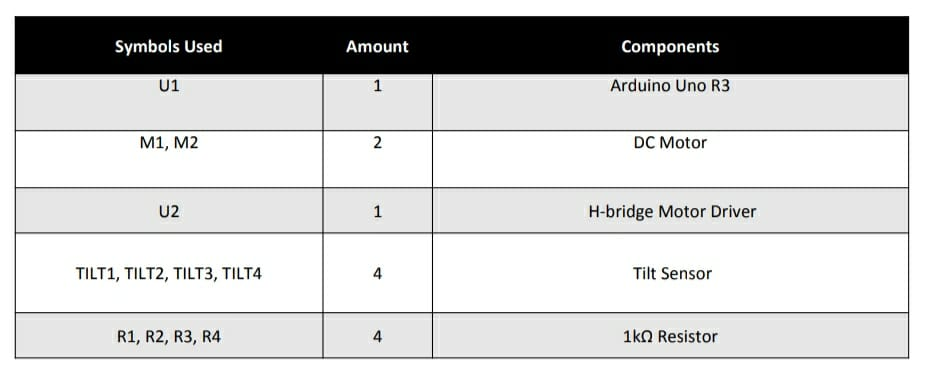 Symbols Used Amount Components
U1 1 Arduino Uno R3
M1, M2 2 DC Motor
U2 1 H-bridge Motor Driver
TILT1, TILT2, TILT3, TILT4 4 Tilt Sensor
R1, R2, R3, R4 4 1kΩ Resistor